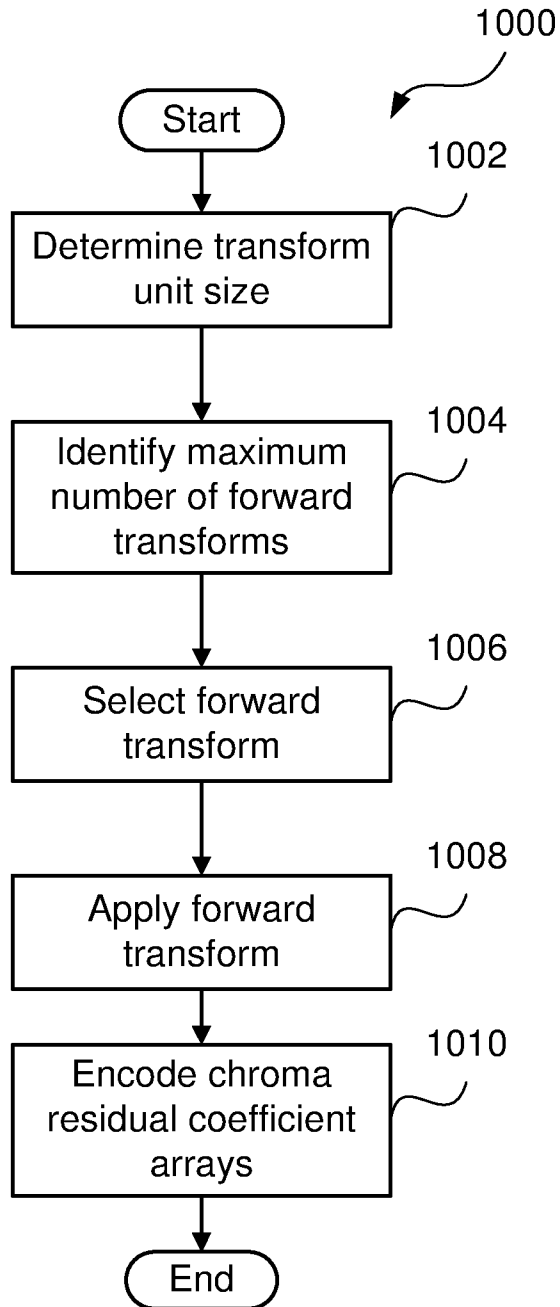 1000
Start
1002
Determine transform
unit size
1004
Identify maximum
number of forward
transforms
1006
Select forward
transform
1008
Apply forward
transform
1010
Encode chroma
residual coefficient
arrays
End